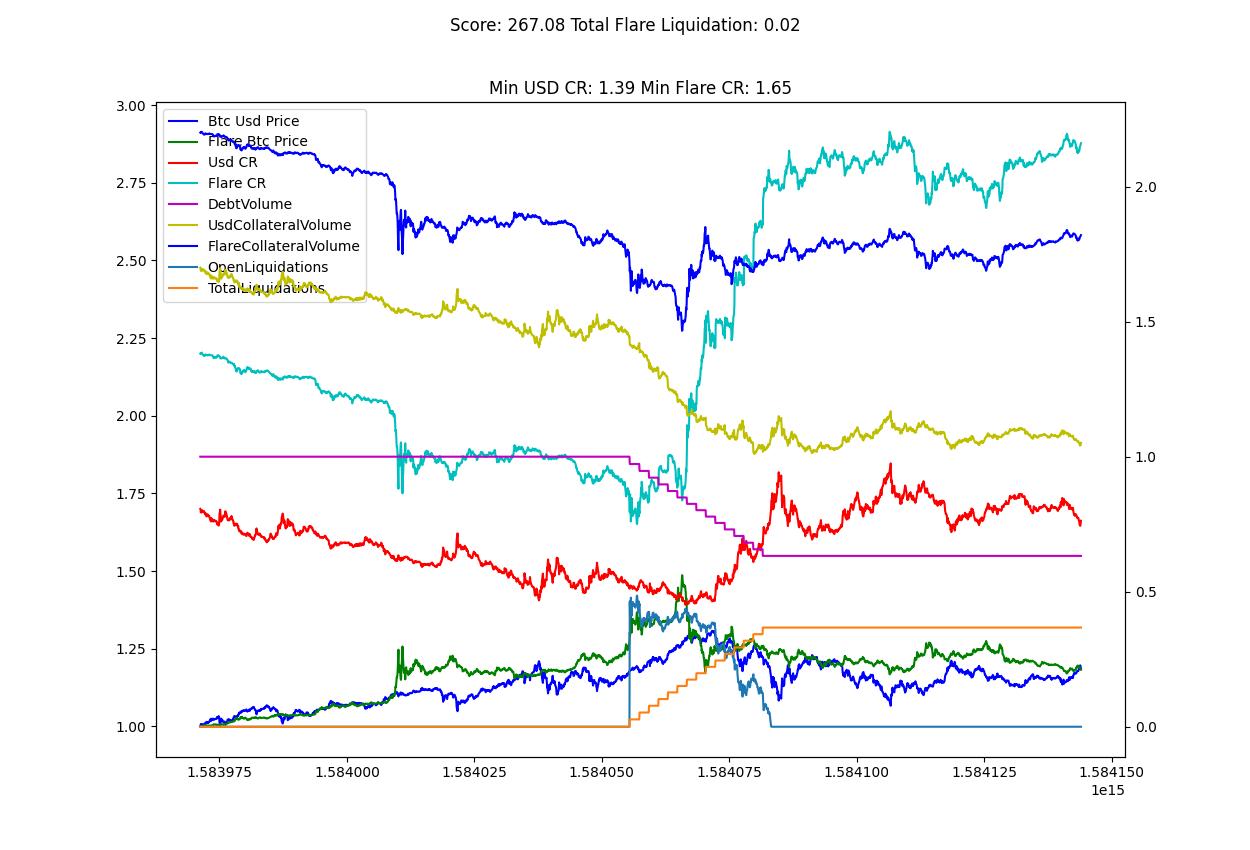 Score: 267.08 Total Flare Liquidation: 0.02
Min USD CR: 1.39 Min Flare CR: 1.65
3.00
2.75
2.50
2.25
2.00
1.75
1.50
1.25
1.00
Btc Usd Price
Flare Btc Price
Usd CR
Flare CR
DebtVolume
UsdCollateralVolume
FlareCollateralVolume
OpenLiquidations
TotalLiquidations
2.0
1.5
1.0
0.5
0.0
1.583975 1.584000 1.584025 1.584050 1.584075 1.584100 1.584125 1.584150
1e15